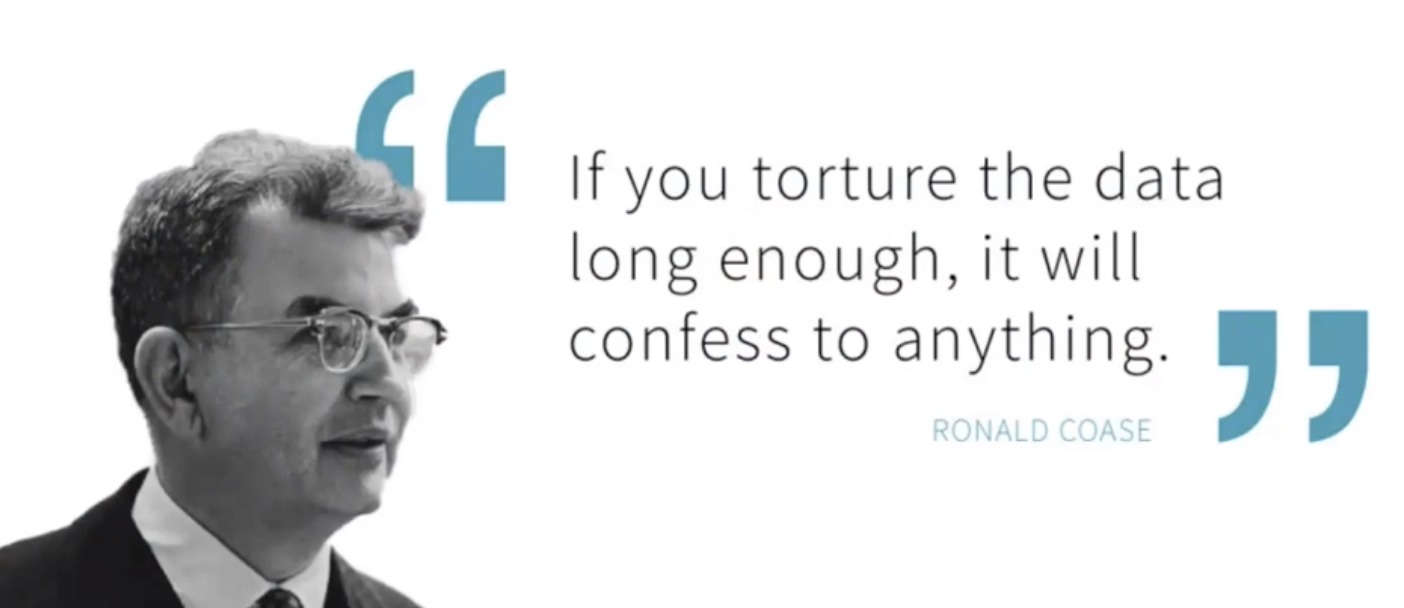 If you torture the data
long enough, it will
confess to anything.
RONALD COASE